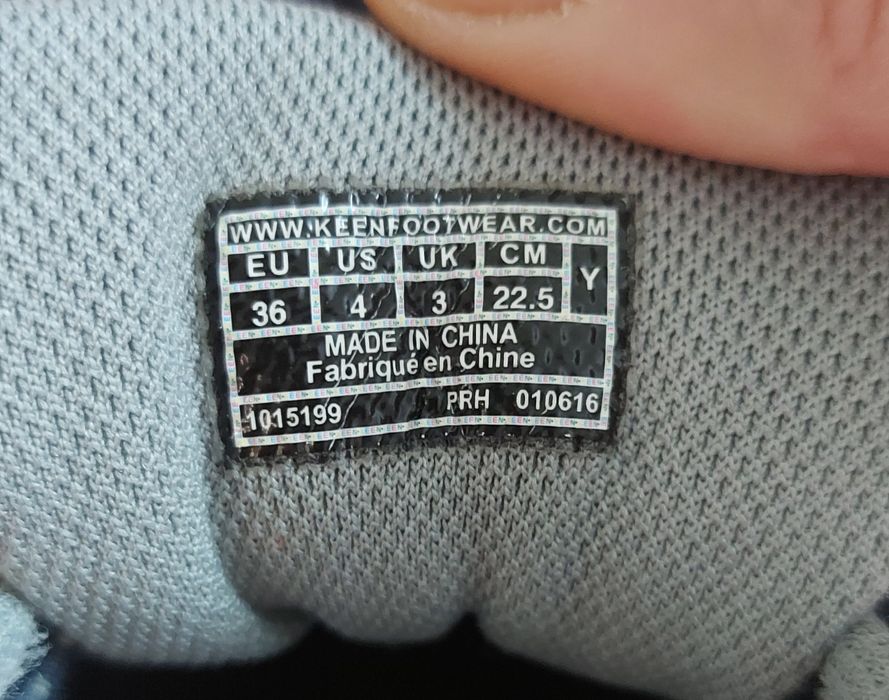 WWW.KEENFOOTWEAR.COM
EU US UK CM Y
36 4 3 22.5
MADE IN CHINA
Fabriqué en Chine
1015199 PRH 010616